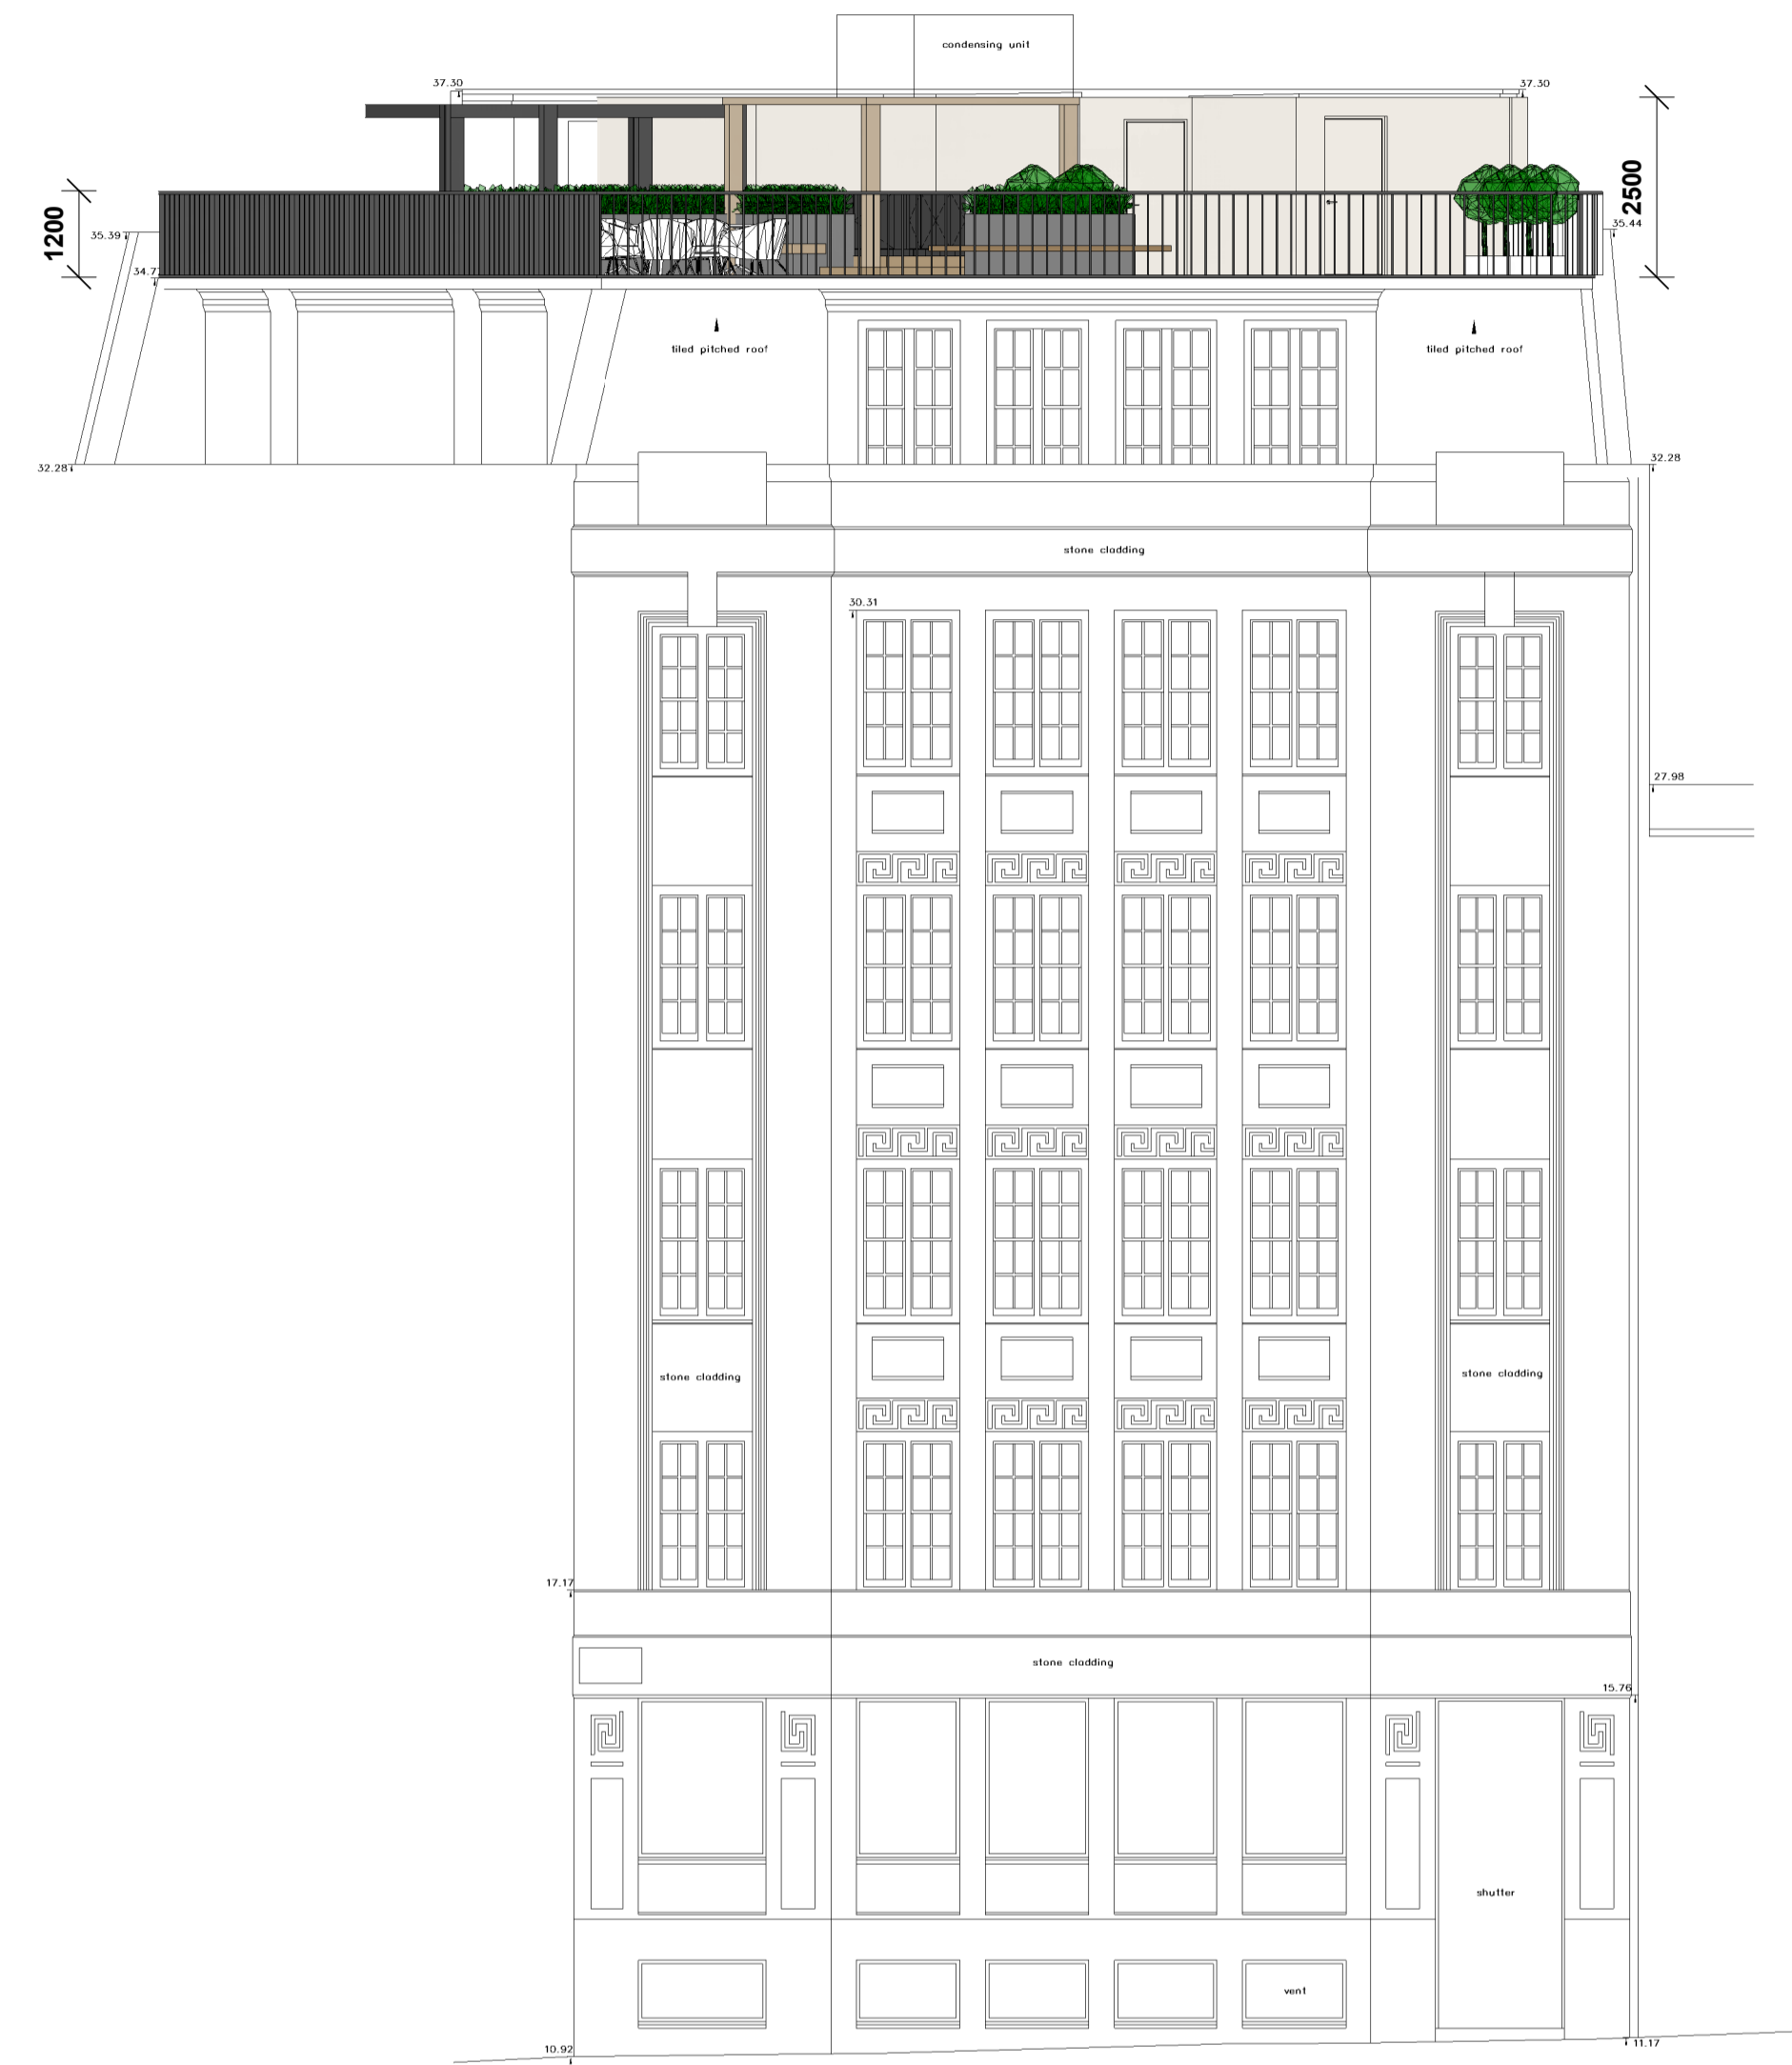 condensing unit
37.30
37.30
1200
2500
35.39
35.44
34.7
tiled pitched roof
tiled pitched roof
32.28
32.28
stone cladding
30.31
27.98
stone cladding
stone cladding
17.17
stone cladding
15.76
shutter
vent
10.92
11.17